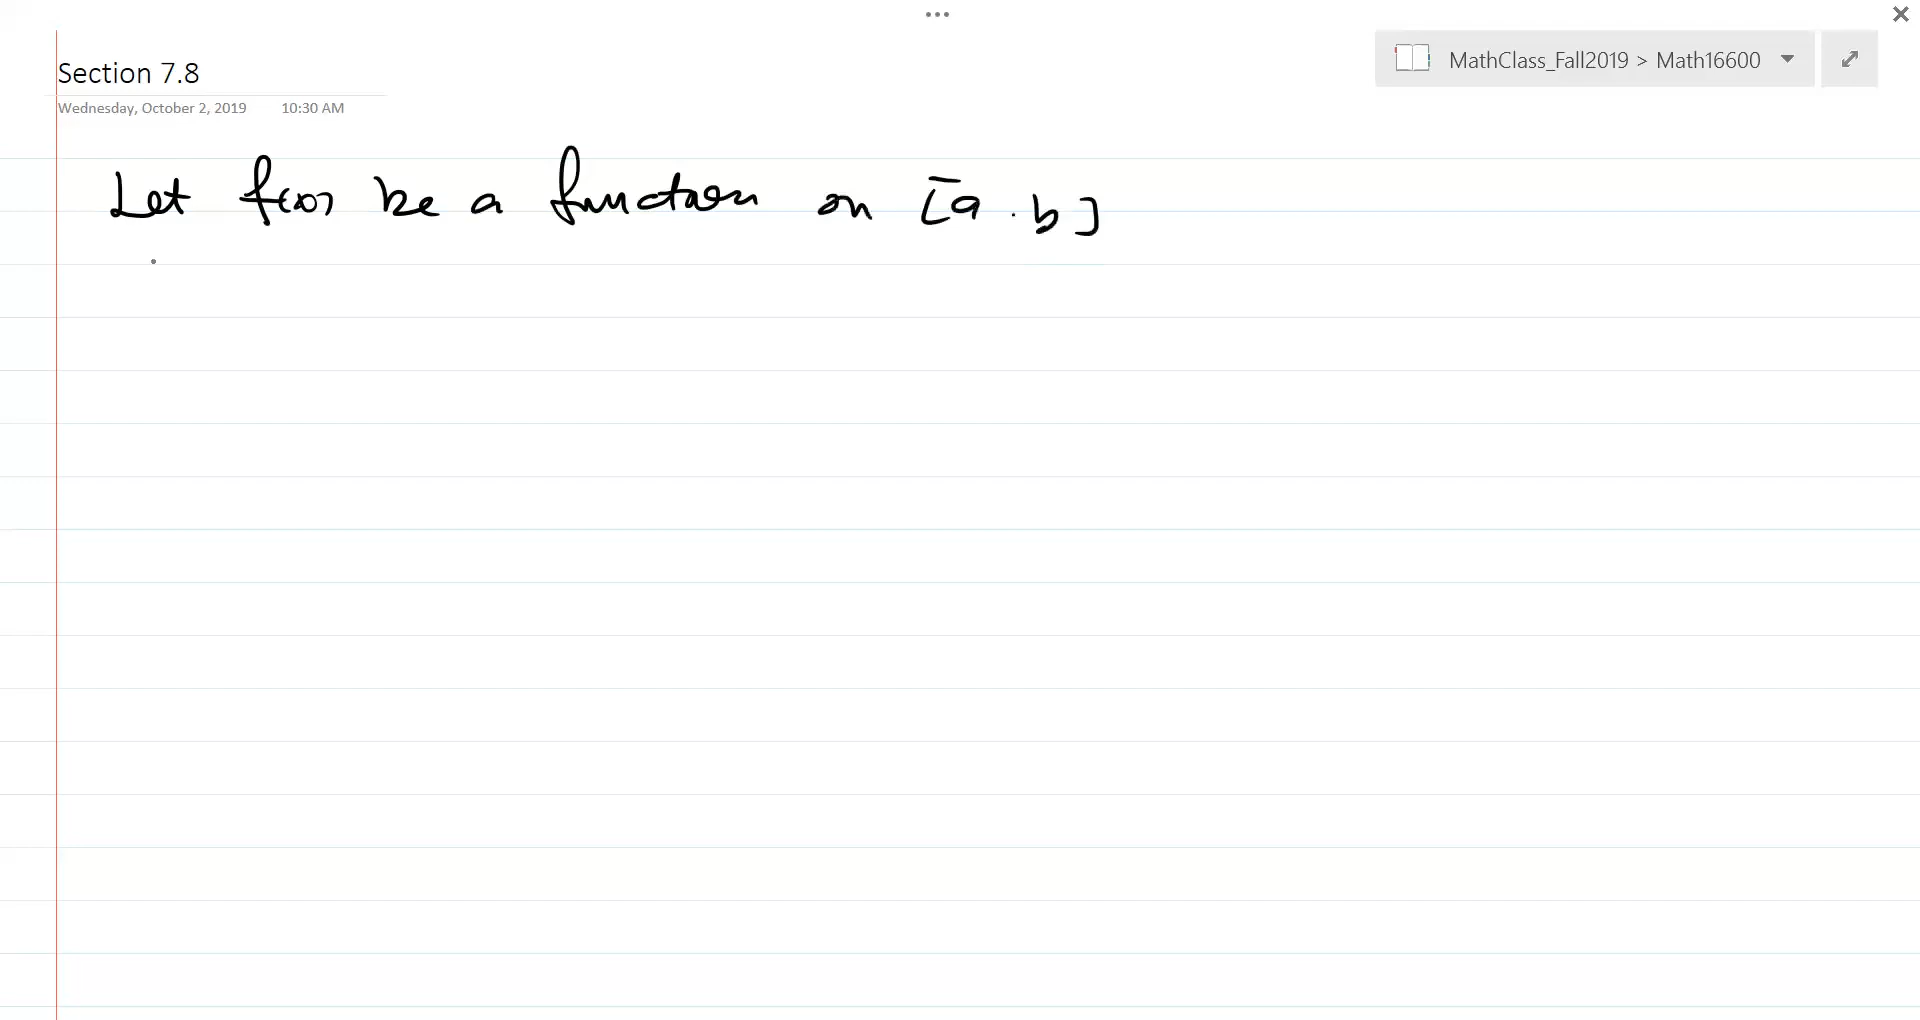 MathClass_Fall2019 > Math16600
Section 7.8
Wednesday, October 2, 2019 10:30 AM
Let f(x) be a function on [a.b]